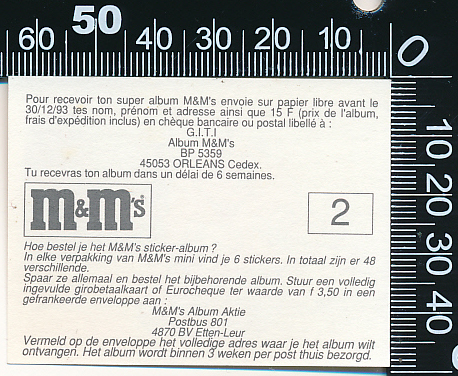 60 50 40 30 20 10 0
Pour recevoir ton super album M&M's envoie sur papier libre avant le
30/12/93 tes nom, prénom et adresse ainsi que 15 F (prix de l'album,
frais d'expédition inclus) en chèque bancaire ou postal libellé à :
G.I.T.I
Album M&M's
BP 5359
45053 ORLEANS Cedex.
Tu recevras ton album dans un délai de 6 semaines.
m&m's
2
Hoe bestel je het M&M's sticker-album ?
In elke verpakking van M&M's mini vind je 6 stickers. In totaal zijn er 48
verschillende.
Spaar ze allemaal en bestel het bijbehorende album. Stuur een volledig
ingevulde girobetaalkaart of Eurocheque ter waarde van f 3,50 in een
gefrankeerde enveloppe aan :
M&M's Album Aktie
Postbus 801
4870 BV Etten-Leur
Vermeld op de enveloppe het volledige adres waar je het album wilt
ontvangen. Het album wordt binnen 3 weken per post thuis bezorgd.
10
20
30
40